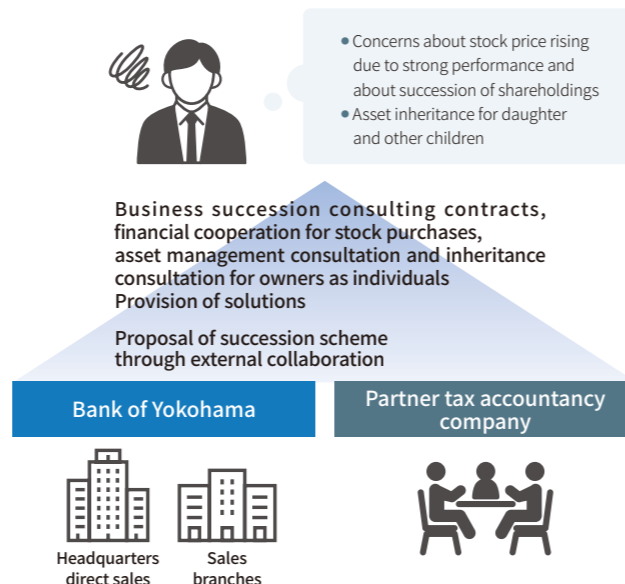 • Concerns about stock price rising
due to strong performance and
about succession of shareholdings
• Asset inheritance for daughter
and other children
Business succession consulting contracts,
financial cooperation for stock purchases,
asset management consultation and inheritance
consultation for owners as individuals
Provision of solutions
Proposal of succession scheme
through external collaboration
Bank of Yokohama
Partner tax accountancy
company
Headquarters
direct sales
Sales
branches